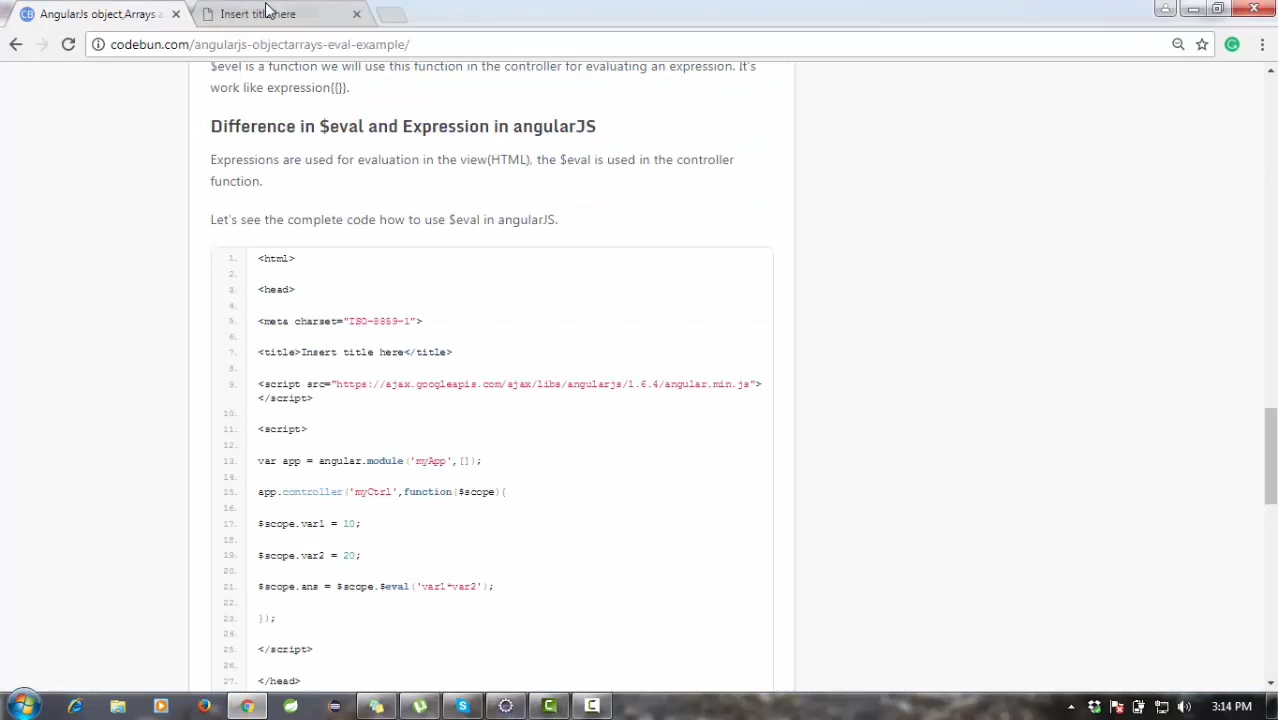 AngularJs object,Arrays a
Insert title here
codebun.com/angularjs-objectarrays-eval-example/
$evel is a function we will use this function in the controller for evaluating an expression. It's
work like expression({}).
Difference in $eval and Expression in angularJS
Expressions are used for evaluation in the view(HTML), the $eval is used in the controller
function.
Let's see the complete code how to use $eval in angularJS.
1. <html>
2.
3. <head>
4.
5. <meta charset="ISO-8859-1">
6.
7. <title>Insert title here</title>
8.
9. <script src="https://ajax.googleapis.com/ajax/libs/angularjs/1.6.4/angular.min.js">
</script>
10.
11. <script>
12.
13. var app = angular.module('myApp',[]);
14.
15. app.controller('myCtrl',function($scope){
16.
17. $scope.var1 = 10;
18.
19. $scope.var2 = 20;
20.
21. $scope.ans = $scope.$eval('var1*var2');
22.
23. });
24.
25. </script>
26.
27. </head>
3:14 PM